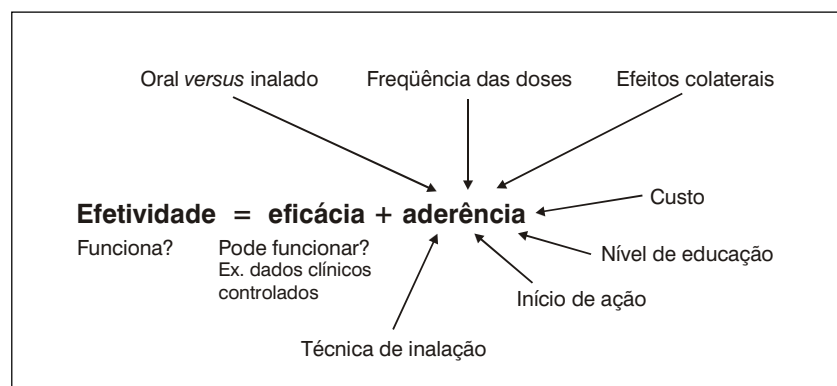 Oral versus inalado Freqüência das doses Efeitos colaterais
Custo
Efetividade = eficácia + aderência
Funciona? Pode funcionar?
Nível de educação
Ex. dados clínicos
controlados
Início de ação
Técnica de inalação